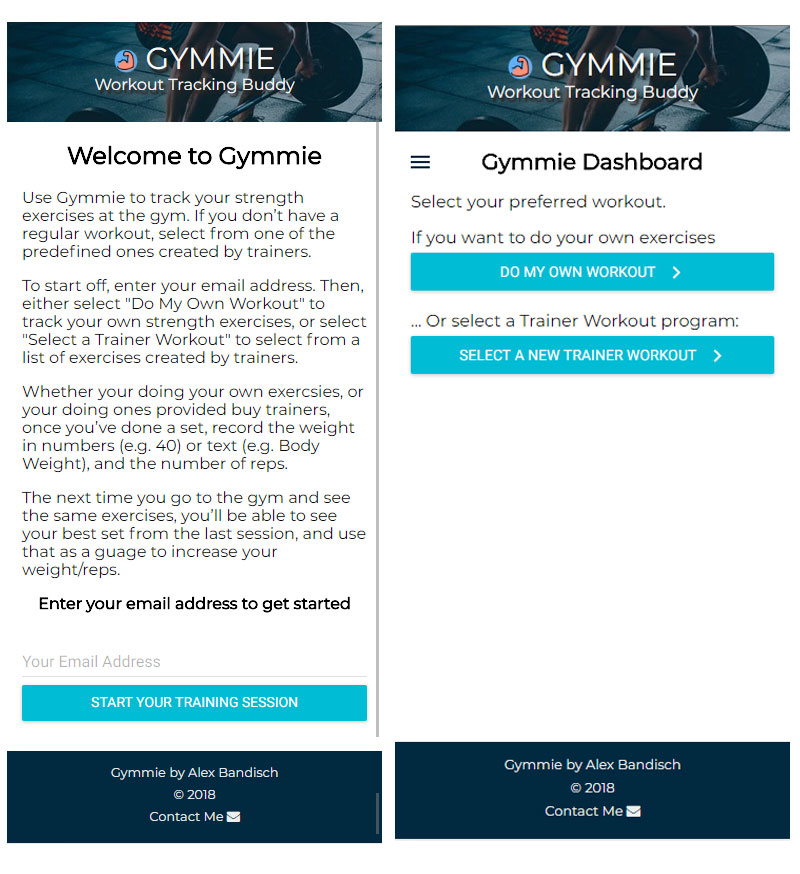 GYMMIE
Workout Tracking Buddy
Welcome to Gymmie
Use Gymmie to track your strength
exercises at the gym. If you don’t have a
regular workout, select from one of the
predefined ones created by trainers.
To start off, enter your email address. Then,
either select "Do My Own Workout" to
track your own strength exercises, or select
"Select a Trainer Workout" to select from a
list of exercises created by trainers.
Whether your doing your own exercsies, or
your doing ones provided buy trainers,
once you’ve done a set, record the weight
in numbers (e.g. 40) or text (e.g. Body
Weight), and the number of reps.
The next time you go to the gym and see
the same exercises, you’ll be able to see
your best set from the last session, and use
that as a guage to increase your
weight/reps.
Enter your email address to get started
Your Email Address
START YOUR TRAINING SESSION
Gymmie by Alex Bandisch
© 2018
Contact Me
GYMMIE
Workout Tracking Buddy
Gymmie Dashboard
Select your preferred workout.
If you want to do your own exercises
DO MY OWN WORKOUT
... Or select a Trainer Workout program:
SELECT A NEW TRAINER WORKOUT
Gymmie by Alex Bandisch
© 2018
Contact Me